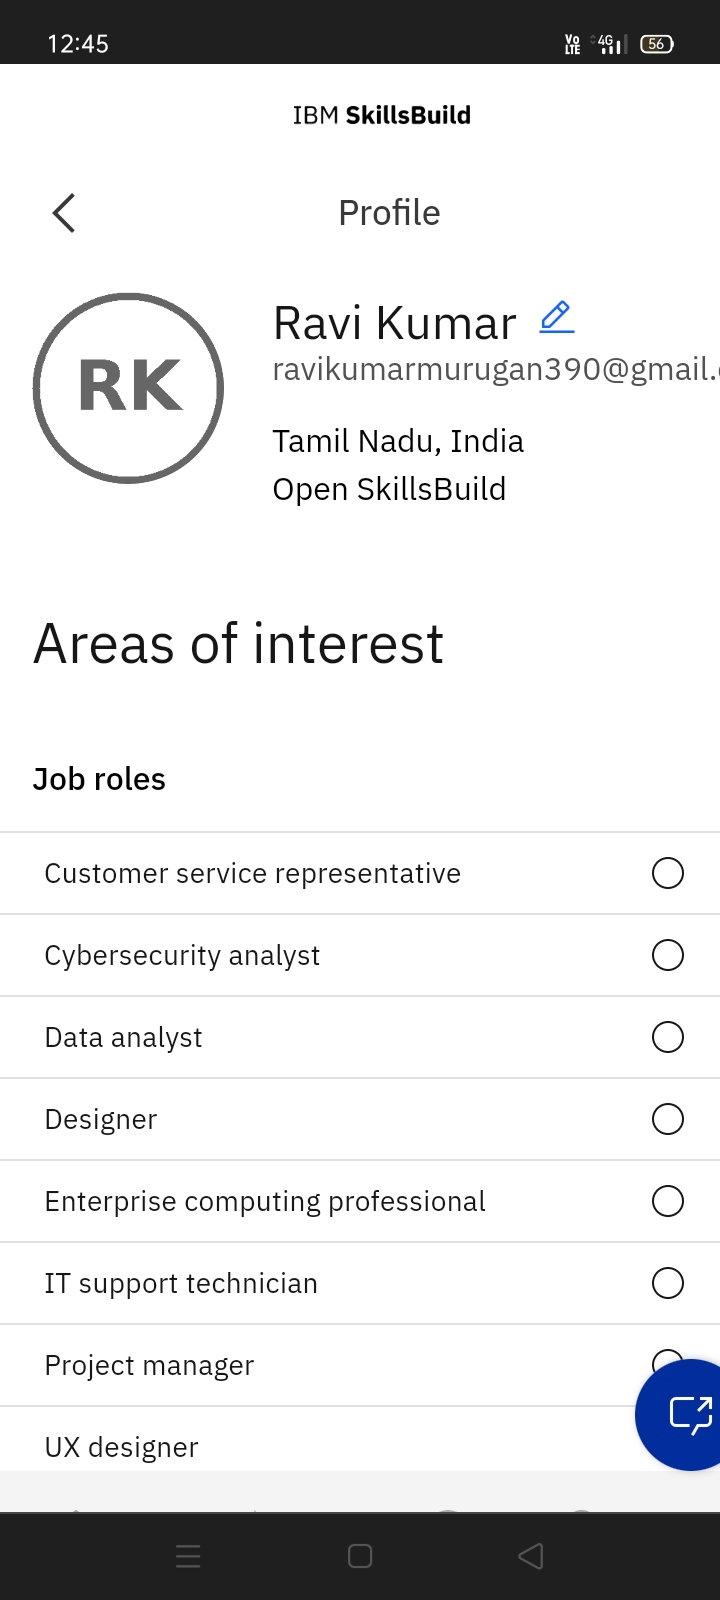 12:45
Vo LTE 4G 56
IBM SkillsBuild
Profile
RK
Ravi Kumar
ravikumarmurugan390@gmail.
Tamil Nadu, India
Open SkillsBuild
Areas of interest
Job roles
Customer service representative
Cybersecurity analyst
Data analyst
Designer
Enterprise computing professional
IT support technician
Project manager
UX designer